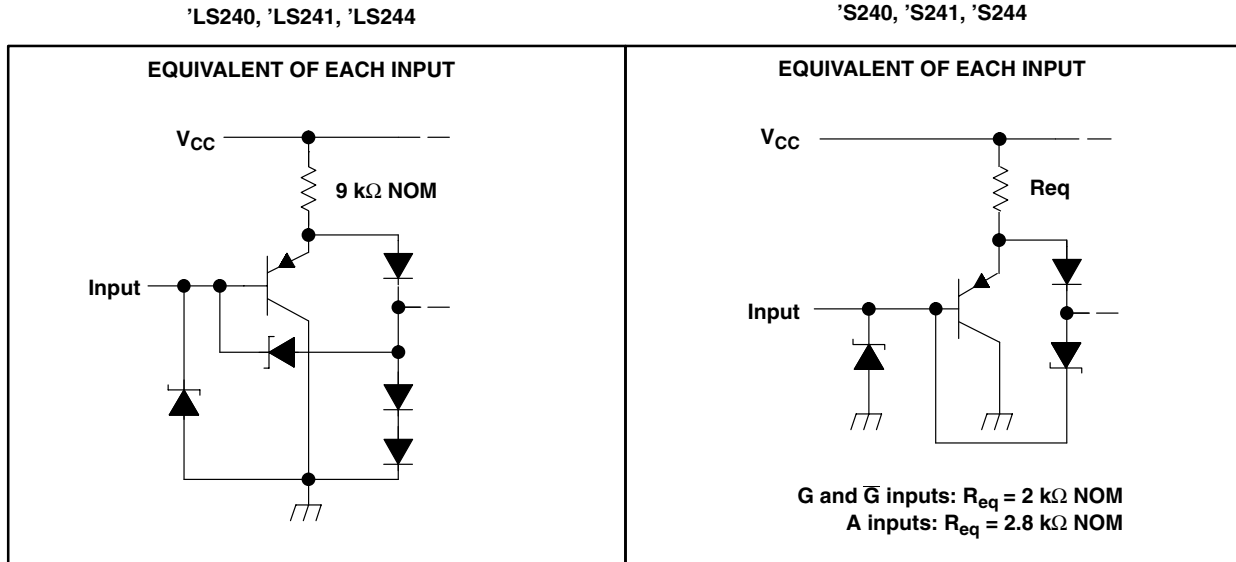 ’LS240, ’LS241, ’LS244
EQUIVALENT OF EACH INPUT
VCC
9 kΩ NOM
Input
’S240, ’S241, ’S244
EQUIVALENT OF EACH INPUT
VCC
Req
Input
G and G̅ inputs: Req = 2 kΩ NOM
A inputs: Req = 2.8 kΩ NOM